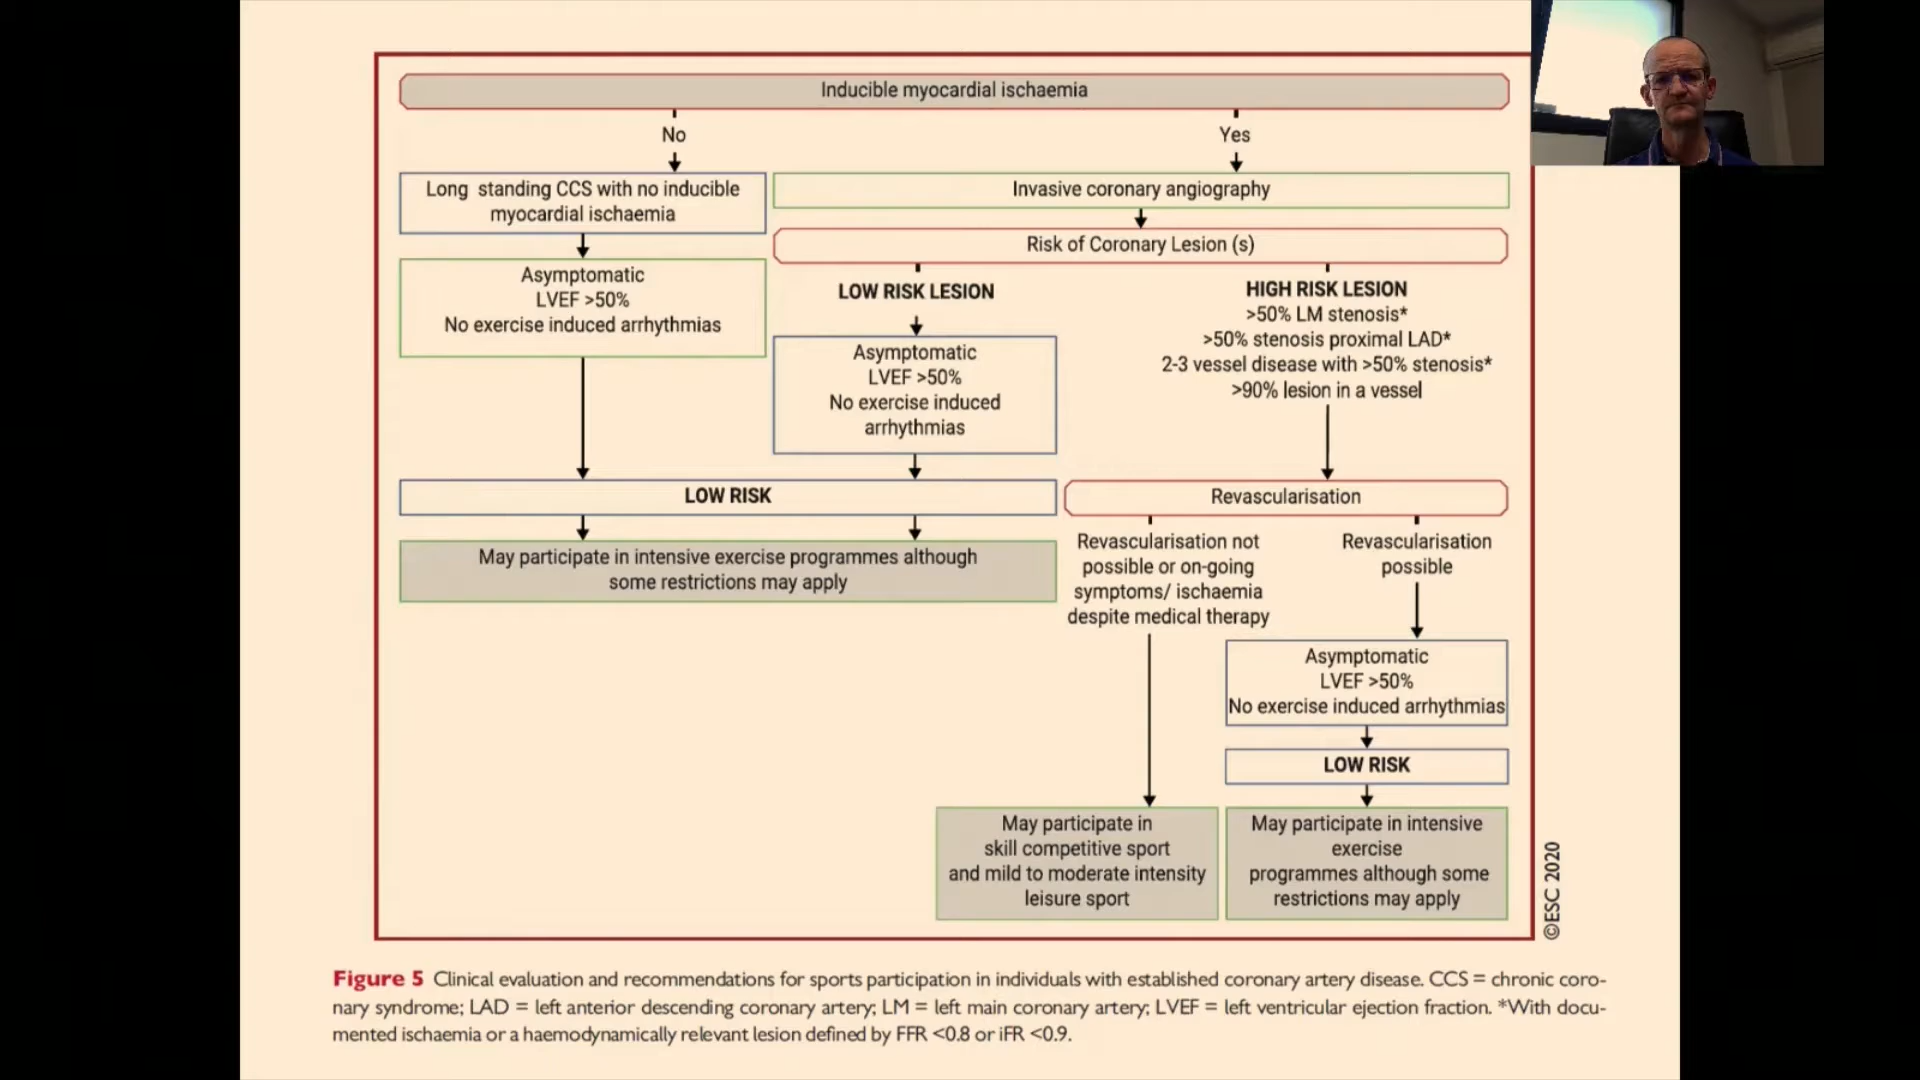 Inducible myocardial ischaemia
No
Yes
Long standing CCS with no inducible
myocardial ischaemia
Invasive coronary angiography
Risk of Coronary Lesion (s)
Asymptomatic
LVEF >50%
No exercise induced arrhythmias
LOW RISK LESION
Asymptomatic
LVEF >50%
No exercise induced
arrhythmias
HIGH RISK LESION
>50% LM stenosis*
>50% stenosis proximal LAD*
2-3 vessel disease with >50% stenosis*
>90% lesion in a vessel
LOW RISK
May participate in intensive exercise programmes although
some restrictions may apply
Revascularisation
Revascularisation not
possible or on-going
symptoms/ ischaemia
despite medical therapy
Revascularisation
possible
Asymptomatic
LVEF >50%
No exercise induced arrhythmias
LOW RISK
May participate in
skill competitive sport
and mild to moderate intensity
leisure sport
May participate in intensive
exercise
programmes although some
restrictions may apply
©ESC 2020
Figure 5 Clinical evaluation and recommendations for sports participation in individuals with established coronary artery disease. CCS = chronic coro-
nary syndrome; LAD = left anterior descending coronary artery; LM = left main coronary artery; LVEF = left ventricular ejection fraction. *With docu-
mented ischaemia or a haemodynamically relevant lesion defined by FFR <0.8 or iFR <0.9.